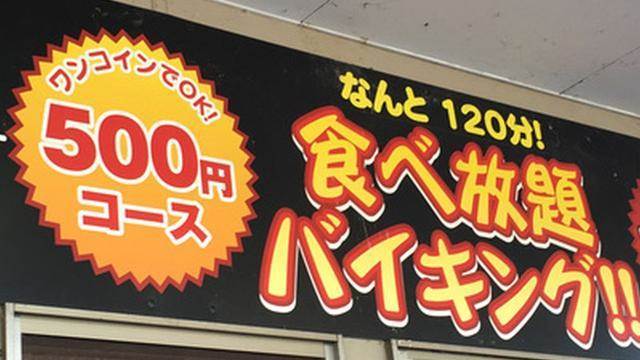 ワンコインでOK!
500円
コース
なんと 120分!
食べ放題
バイキング!!